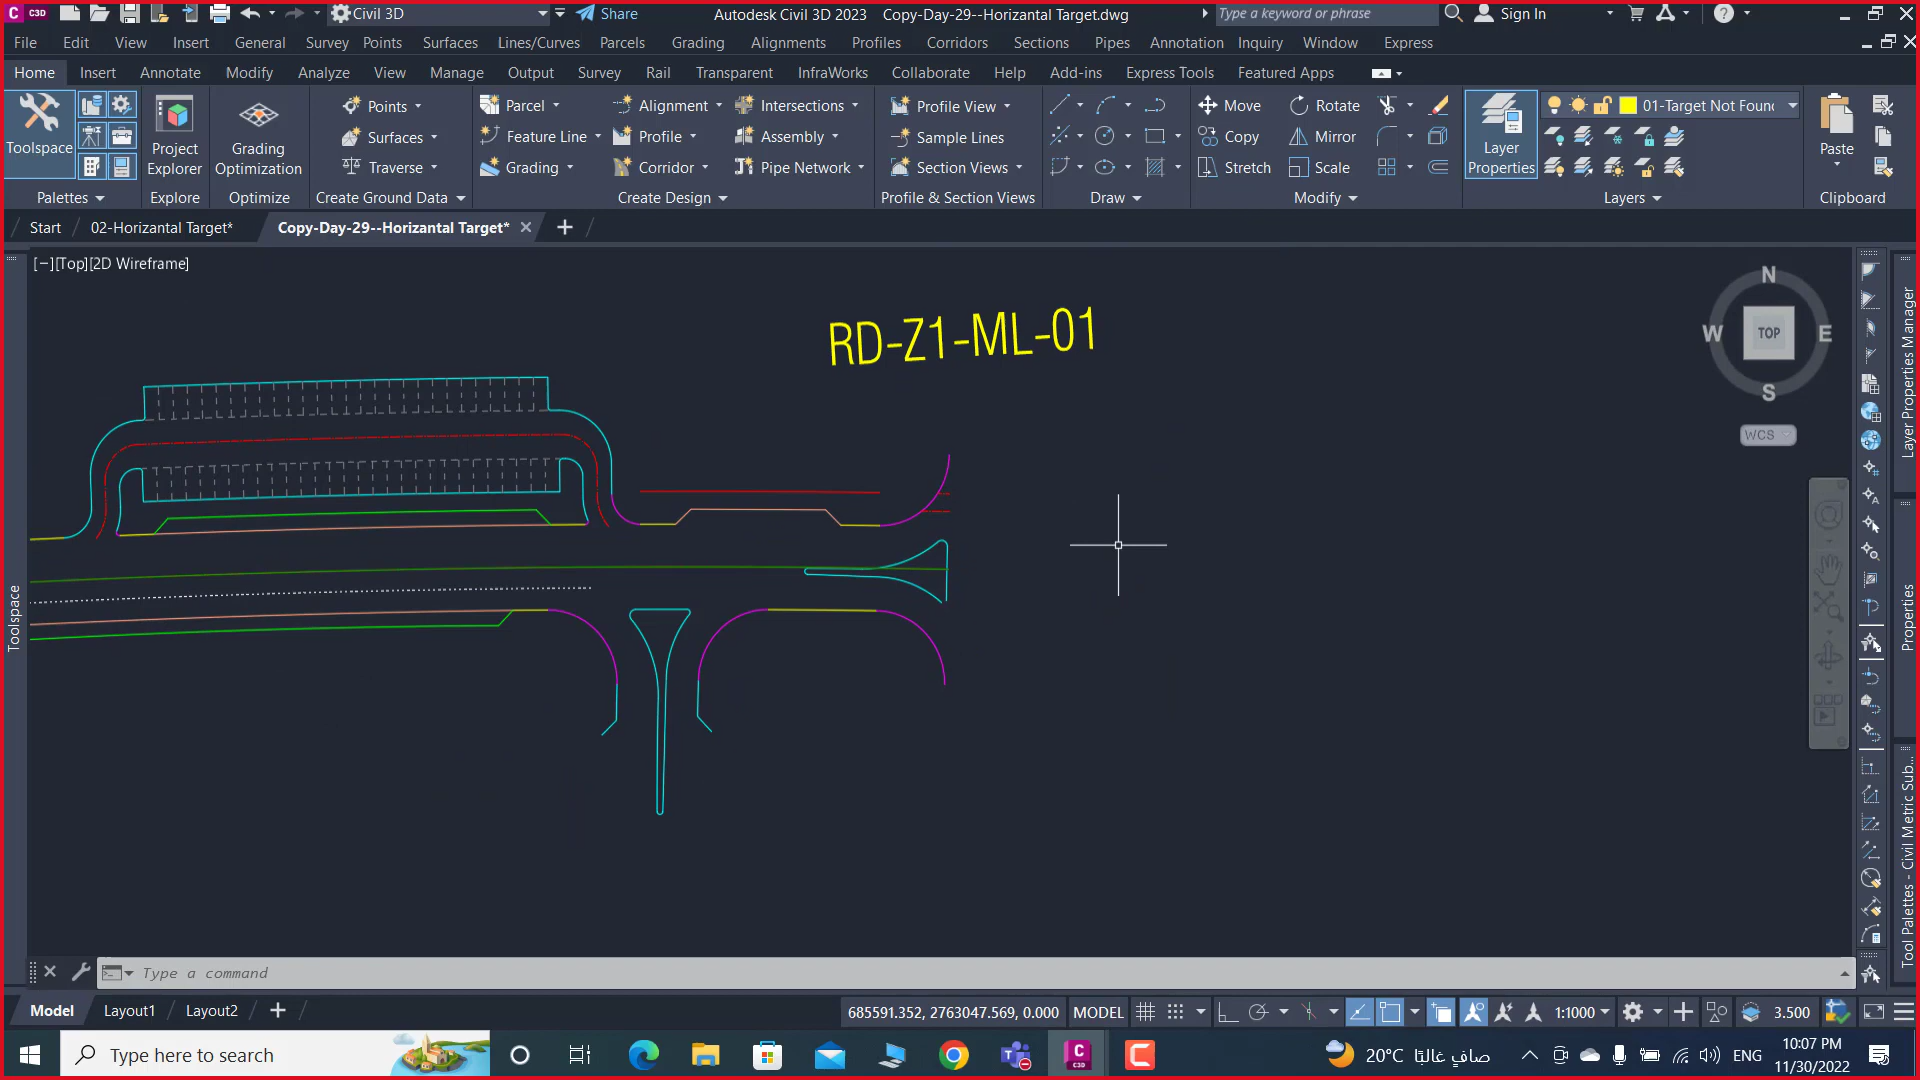 C3D Civil 3D Share Autodesk Civil 3D 2023 Copy-Day-29--Horizantal Target.dwg Type a keyword or phrase Sign In
File Edit View Insert General Survey Points Surfaces Lines/Curves Parcels Grading Alignments Profiles Corridors Sections Pipes Annotation Inquiry Window Express
Home Insert Annotate Modify Analyze View Manage Output Survey Rail Transparent InfraWorks Collaborate Help Add-ins Express Tools Featured Apps
Points Parcel Alignment Intersections Profile View Move Rotate 01-Target Not Foun
Surfaces Feature Line Profile Assembly Sample Lines Copy Mirror
Toolspace Project Explorer Grading Optimization Layer Properties Paste
Traverse Grading Corridor Pipe Network Section Views Stretch Scale
Palettes Explore Optimize Create Ground Data Create Design Profile & Section Views Draw Modify Layers Clipboard
Start 02-Horizantal Target* Copy-Day-29--Horizantal Target*
[−][Top][2D Wireframe]
RD-Z1-ML-01
N
W TOP E
S
WCS
Toolspace
Layer Properties Manager
Properties
Tool Palettes - Civil Metric Sub...
Type a command
Model Layout1 Layout2 685591.352, 2763047.569, 0.000 MODEL 1:1000 3.500
Type here to search 20°C صافٍ غالبًا ENG 10:07 PM
11/30/2022